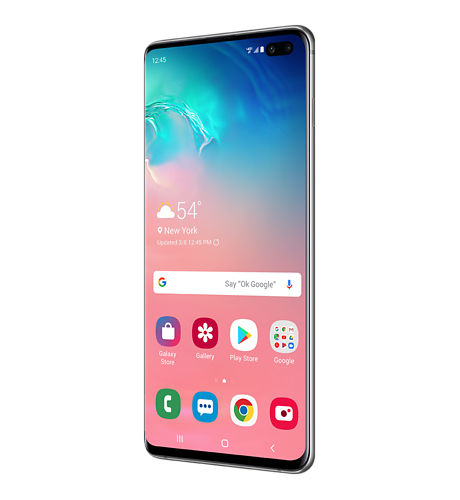 12:45
54°
New York
Updated 3/8 12:45 PM
Say "Ok Google"
Galaxy
Store
Gallery
Play Store
Google